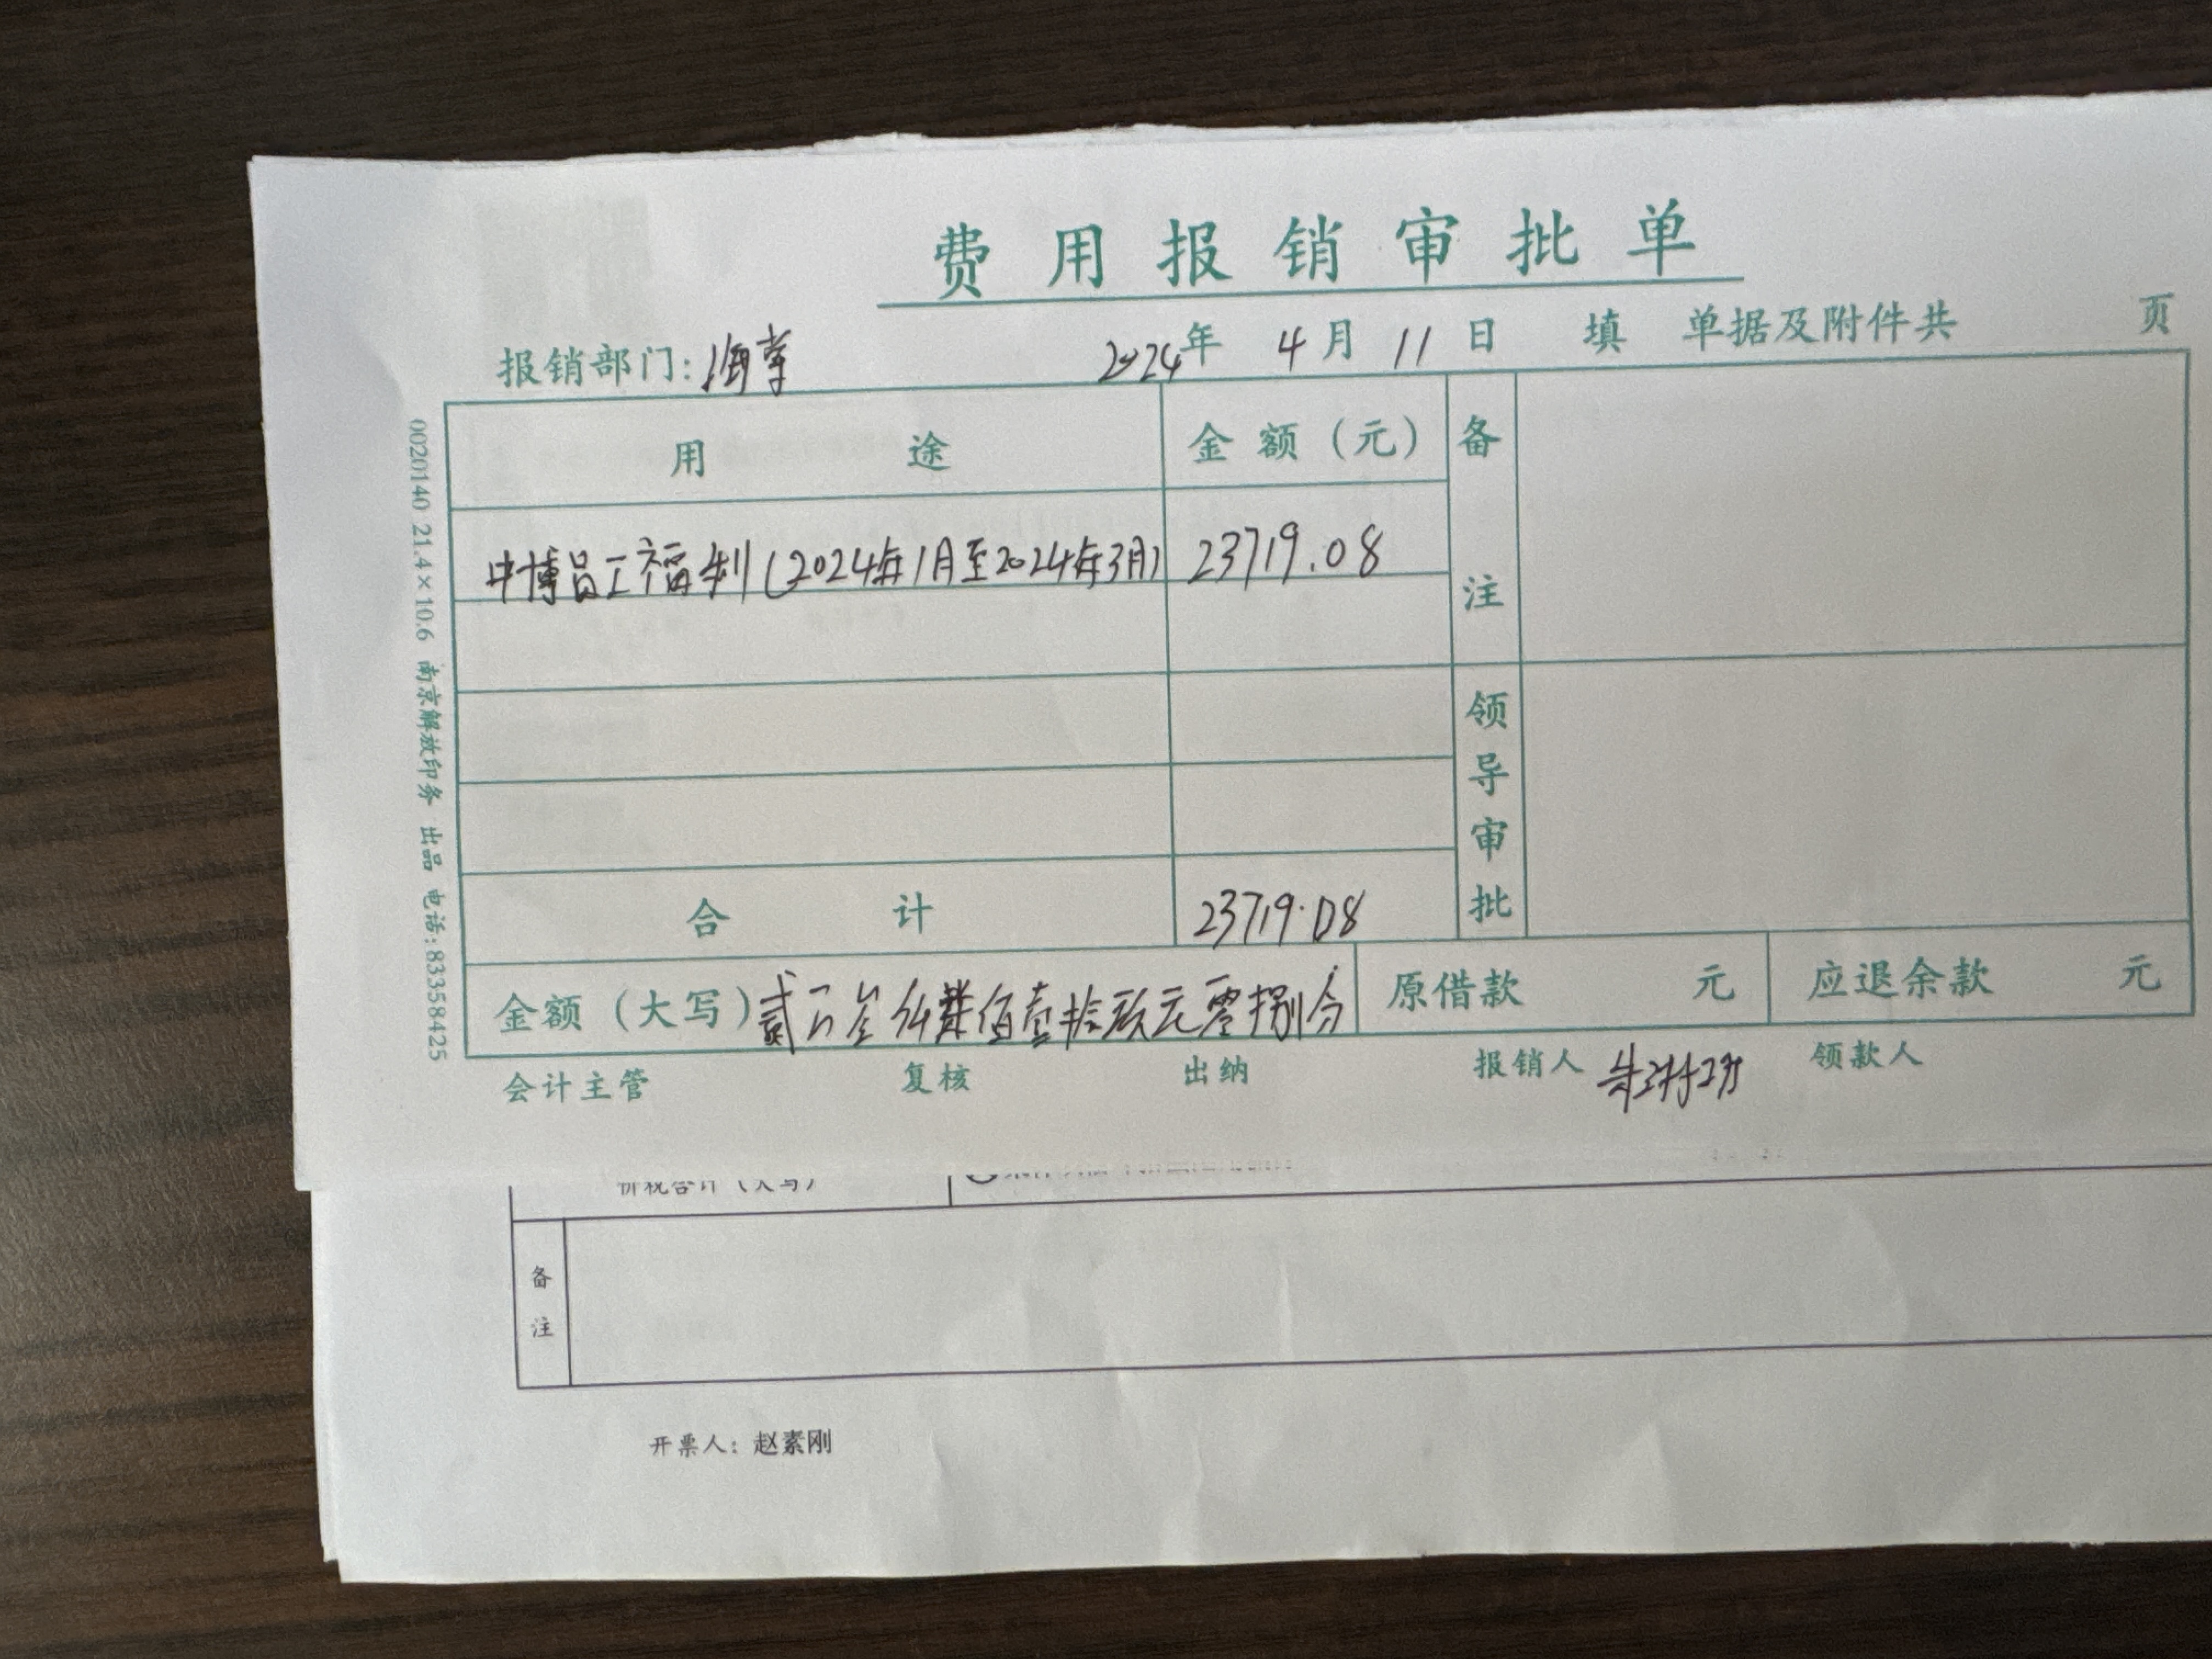 费用报销审批单
报销部门: 2024年 4月 11日 填 单据及附件共 页
用途 金额(元) 备注
中博员工福利(2024年1月至2024年3月) 23719.08
领导审批
合计 23719.08
金额(大写)贰万叁仟柒佰壹拾玖元零捌分 原借款 元 应退余款 元
会计主管 复核 出纳 报销人 领款人
0020140 21.4×10.6 南京解放印务 出品 电话:83358425
价税合计(大写)
备注
开票人: 赵素刚